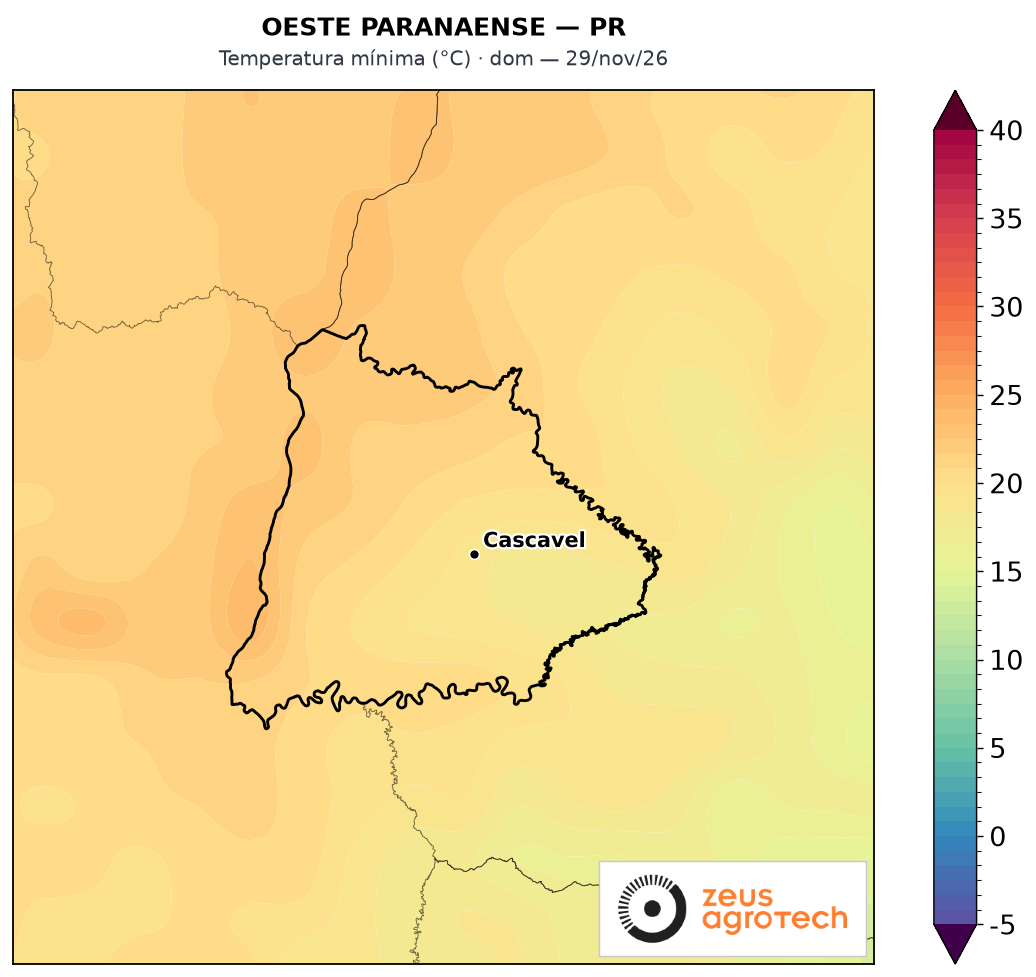 OESTE PARANAENSE — PR
Temperatura mínima (°C) · dom — 29/nov/26
40
35
30
25
20
15
10
5
0
-5
Cascavel
zeus
agrotech